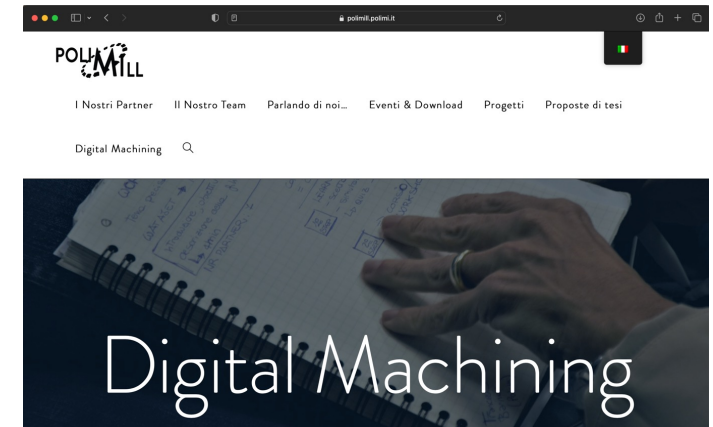 polimill.polimi.it
POLIMILL
I Nostri Partner Il Nostro Team Parlando di noi... Eventi & Download Progetti Proposte di tesi
Digital Machining
Digital Machining